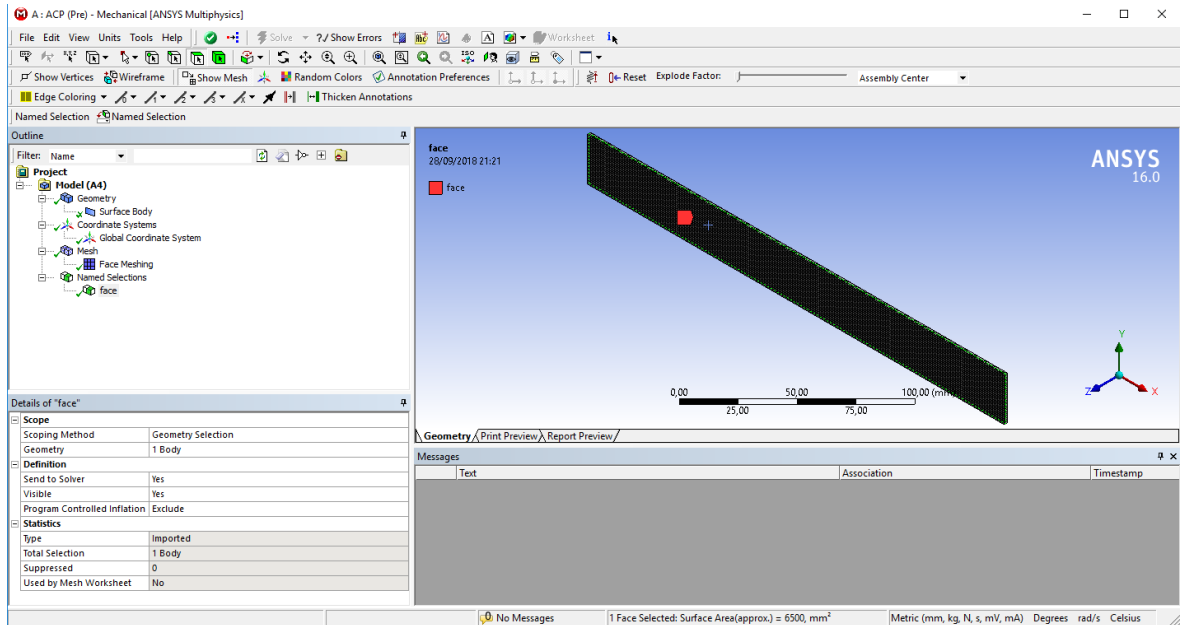 A : ACP (Pre) - Mechanical [ANSYS Multiphysics]
File Edit View Units Tools Help Solve ?/ Show Errors Worksheet
Show Vertices Wireframe Show Mesh Random Colors Annotation Preferences Reset Explode Factor: Assembly Center
Edge Coloring Thicken Annotations
Named Selection Named Selection
Outline
Filter: Name
Project
Model (A4)
Geometry
Surface Body
Coordinate Systems
Global Coordinate System
Mesh
Face Meshing
Named Selections
face
Details of "face"
Scope
Scoping Method Geometry Selection
Geometry 1 Body
Definition
Send to Solver Yes
Visible Yes
Program Controlled Inflation Exclude
Statistics
Type Imported
Total Selection 1 Body
Suppressed 0
Used by Mesh Worksheet No
face
28/09/2018 21:21
face
ANSYS
16.0
Y
Z X
0,00 50,00 100,00 (mm)
25,00 75,00
Geometry Print Preview Report Preview
Messages
Text Association Timestamp
No Messages 1 Face Selected: Surface Area(approx.) = 6500, mm² Metric (mm, kg, N, s, mV, mA) Degrees rad/s Celsius